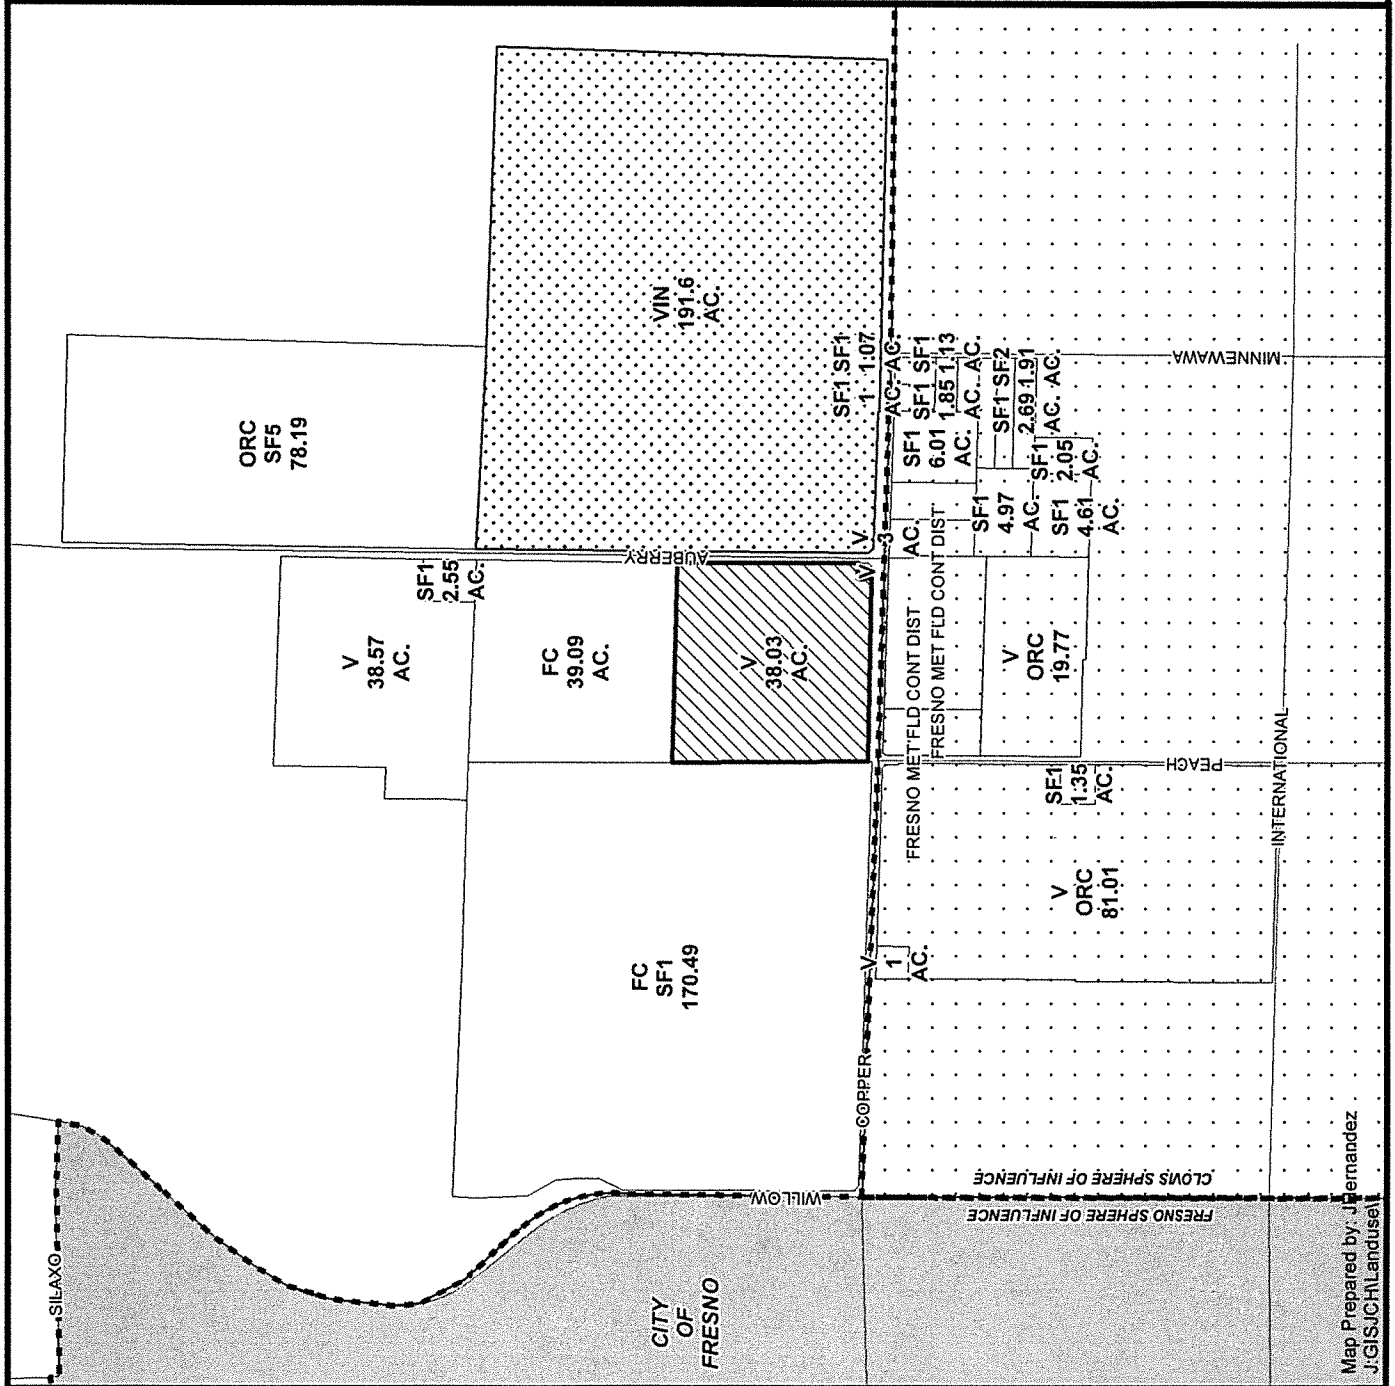 SILAXO
CITY
OF
FRESNO
WILLOW
FRESNO SPHERE OF INFLUENCE
CLOVIS SPHERE OF INFLUENCE
COPPER
FC
SF1
170.49
V
38.57
AC.
SF1
2.55
AC.
FC
39.09
AC.
V
38.03
AC.
AUBERRY
ORC
SF5
78.19
VIN
191.6
AC.
V
V
3
AC.
SF1 SF1
1 1.07
AC. AC.
SF1 SF1
1.85 1.13
AC. AC.
SF1
6.01
AC.
SF1 SF2
2.69 1.91
AC. AC.
SF1
2.05
AC.
SF1
4.97
AC.
SF1
4.61
AC.
FRESNO MET FLD CONT DIST
FRESNO MET FLD CONT DIST
V
ORC
19.77
PEACH
SF1
1.35
AC.
V
ORC
81.01
V
1
AC.
MINNEWAWA
INTERNATIONAL
Map Prepared by: JHernandez
J:GISJCH\Landuse\